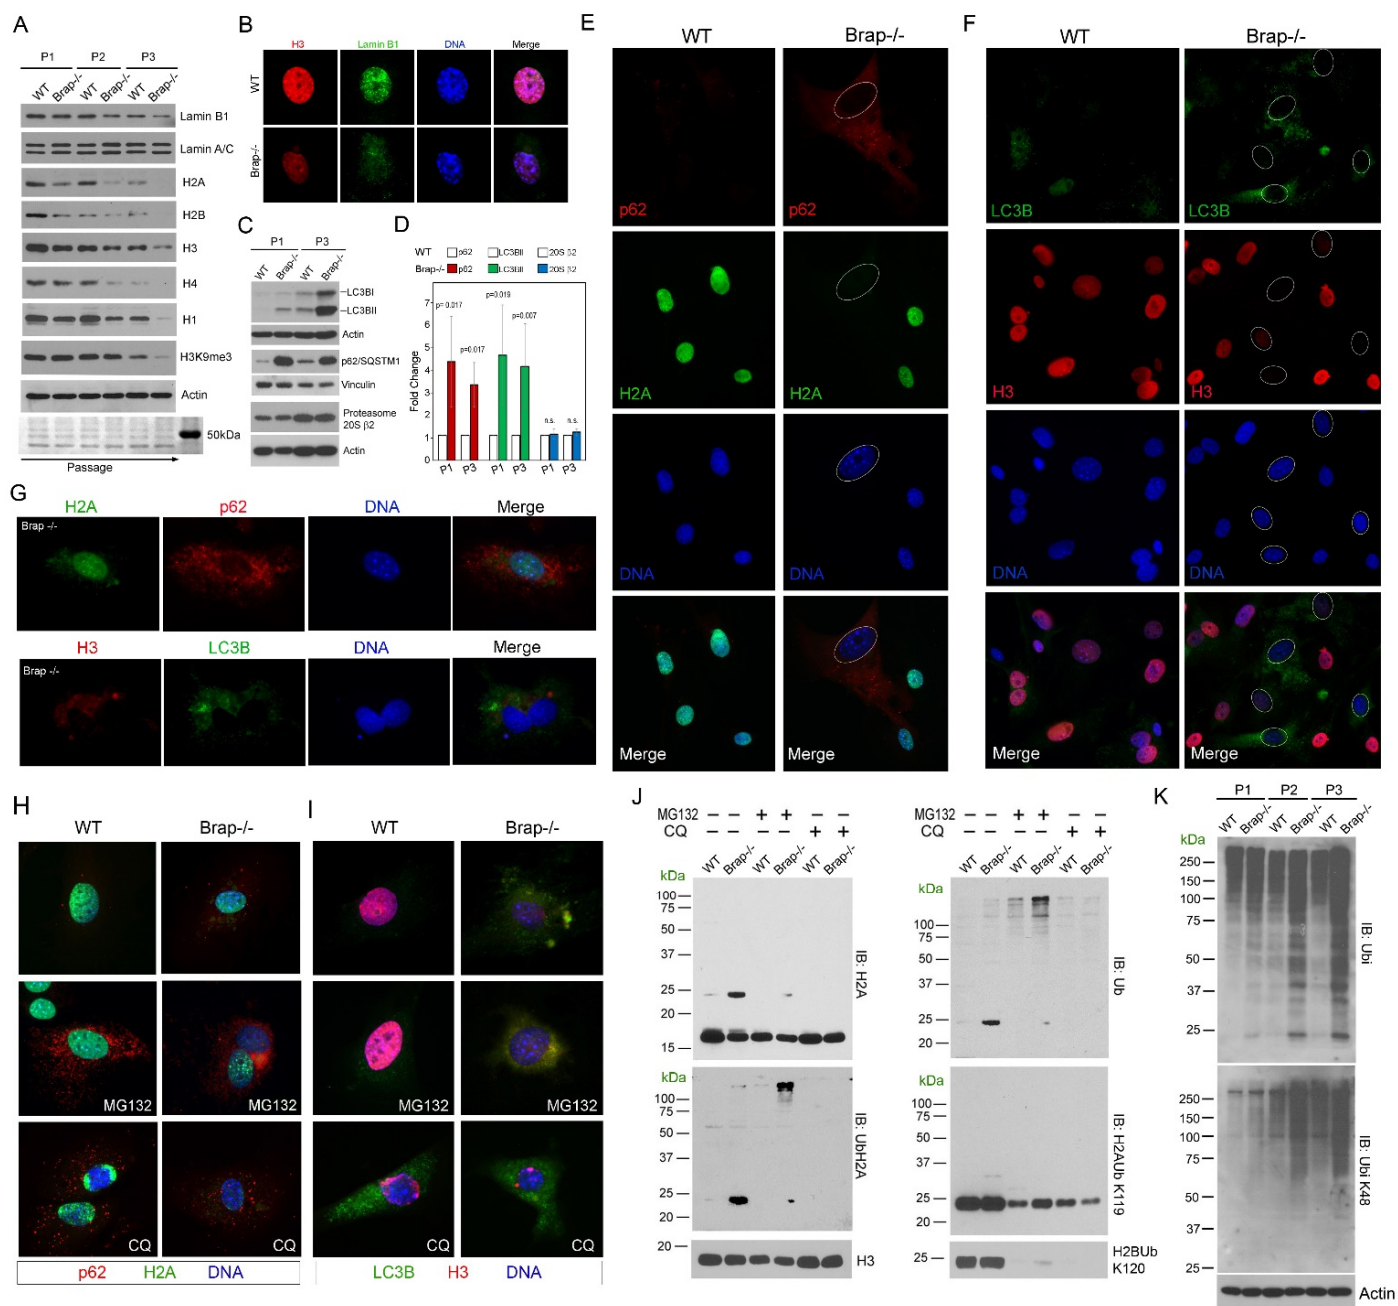 A
P1 P2 P3
WT Brap-/- WT Brap-/- WT Brap-/-
Lamin B1
Lamin A/C
H2A
H2B
H3
H4
H1
H3K9me3
Actin
50kDa
Passage
B
H3 Lamin B1 DNA Merge
WT
Brap-/-
C
P1 P3
WT Brap-/- WT Brap-/-
LC3BI
LC3BII
Actin
p62/SQSTM1
Vinculin
Proteasome
20S β2
Actin
D
WT p62 LC3BII 20S β2
Brap-/- p62 LC3BII 20S β2
Fold Change
7
6
5
4
3
2
1
0
p= 0.017
p=0.017
p=0.019
p=0.007
n.s. n.s.
P1 P3 P1 P3 P1 P3
E
WT Brap-/-
p62 p62
H2A H2A
DNA DNA
Merge Merge
F
WT Brap-/-
LC3B LC3B
H3 H3
DNA DNA
Merge Merge
G
H2A p62 DNA Merge
Brap -/-
H3 LC3B DNA Merge
Brap -/-
H
WT Brap-/-
MG132 MG132
CQ CQ
p62 H2A DNA
I
WT Brap-/-
MG132 MG132
CQ CQ
LC3B H3 DNA
J
MG132 − − + + − −
CQ − − − − + +
WT Brap-/- WT Brap-/- WT Brap-/-
kDa
100
75
50
37
25
20
15
IB: H2A
kDa
100
75
50
37
25
20
IB: UbH2A
20
H3
MG132 − − + + − −
CQ − − − − + +
WT Brap-/- WT Brap-/- WT Brap-/-
kDa
100
75
50
37
25
20
IB: Ub
kDa
100
75
50
37
25
20
IB: H2AUb K119
25
H2BUb
K120
K
P1 P2 P3
WT Brap-/- WT Brap-/- WT Brap-/-
kDa
250
150
100
75
50
37
25
IB: Ubi
250
150
100
75
50
37
25
IB: Ubi K48
Actin